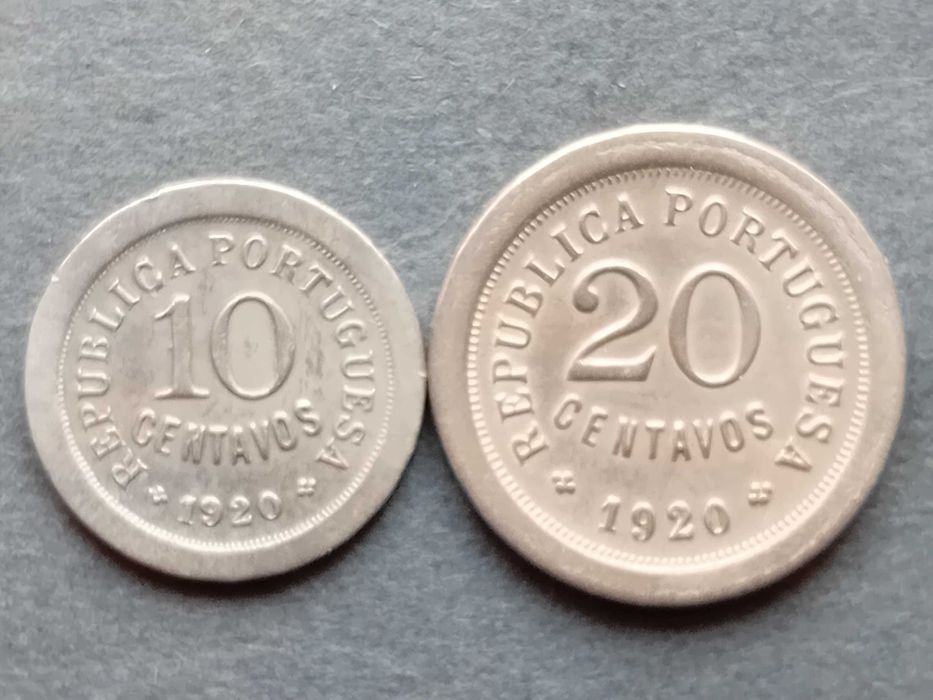 REPUBLICA PORTUGUESA
10
CENTAVOS
1920
REPUBLICA PORTUGUESA
20
CENTAVOS
1920